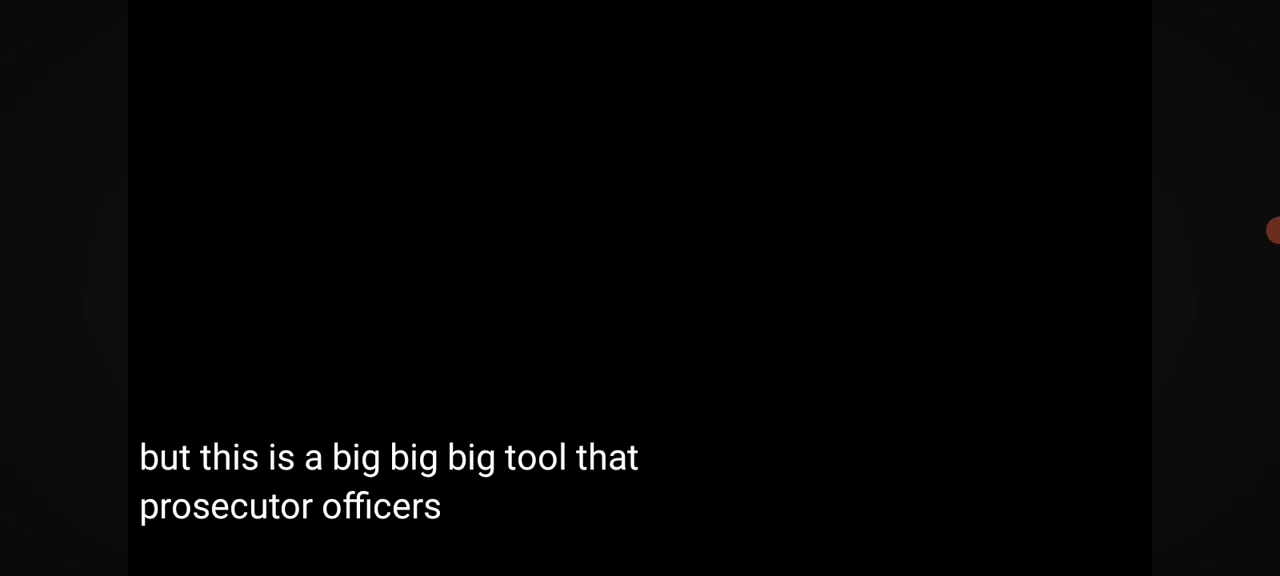 but this is a big big big tool that
prosecutor officers